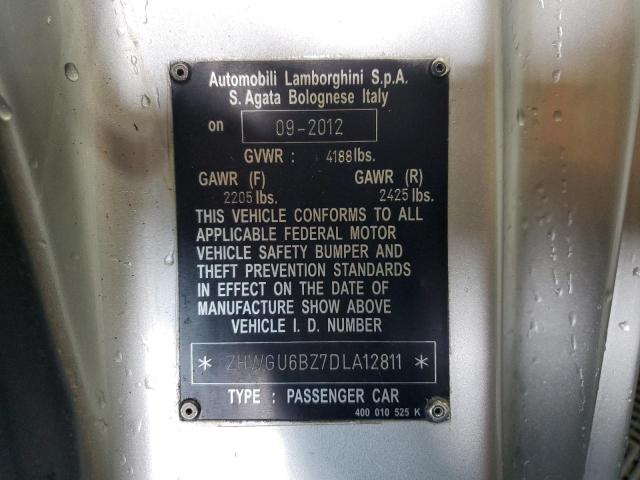 Automobili Lamborghini S.p.A.
S. Agata Bolognese Italy
on 09-2012
GVWR : 4188 lbs.
GAWR (F) GAWR (R)
2205 lbs. 2425 lbs.
THIS VEHICLE CONFORMS TO ALL
APPLICABLE FEDERAL MOTOR
VEHICLE SAFETY BUMPER AND
THEFT PREVENTION STANDARDS
IN EFFECT ON THE DATE OF
MANUFACTURE SHOW ABOVE
VEHICLE I. D. NUMBER
* ZHWGU6BZ7DLA12811 *
TYPE : PASSENGER CAR
400 010 525 K